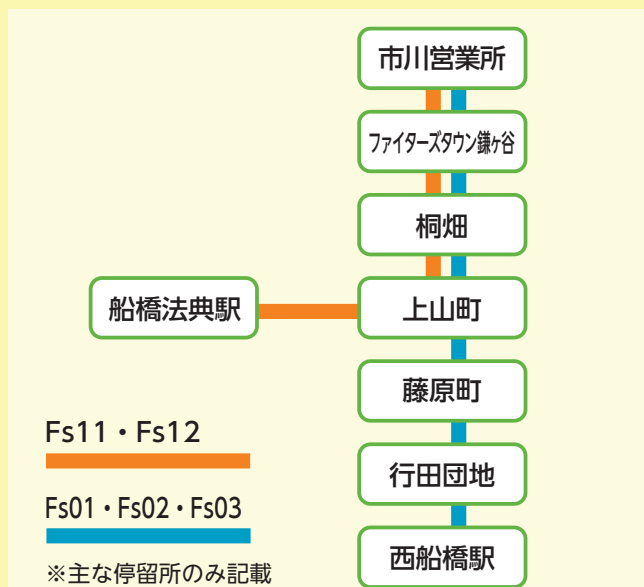 市川営業所
ファイターズタウン鎌ヶ谷
桐畑
船橋法典駅
上山町
藤原町
Fs11・Fs12
行田団地
Fs01・Fs02・Fs03
西船橋駅
※主な停留所のみ記載